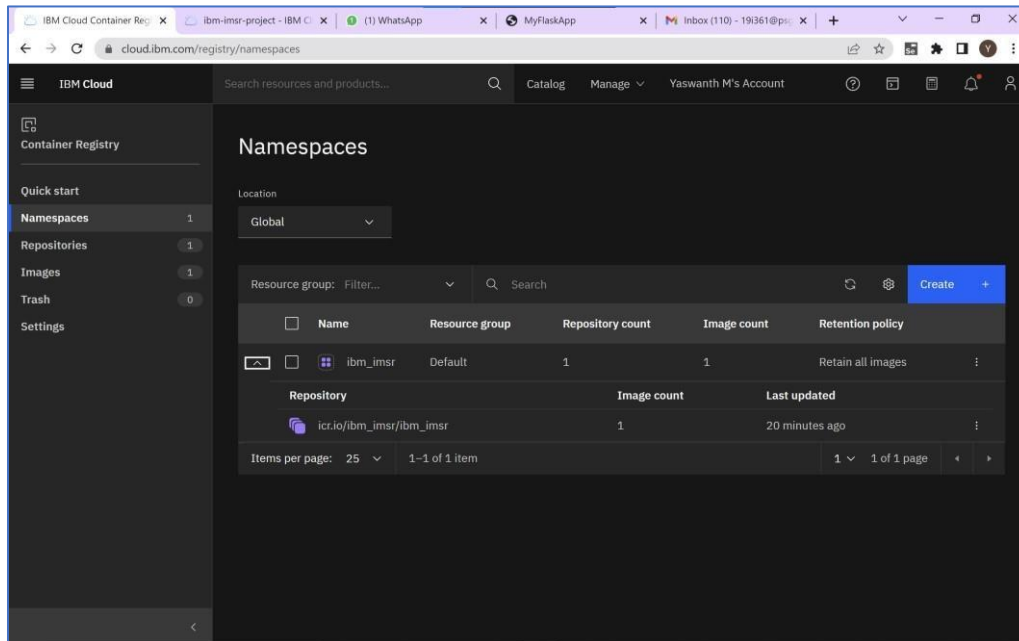 IBM Cloud Container Reg
ibm-imsr-project - IBM Cl
(1) WhatsApp
MyFlaskApp
Inbox (110) - 19i361@psg
cloud.ibm.com/registry/namespaces
Y
IBM Cloud
Search resources and products...
Catalog
Manage
Yaswanth M's Account
Container Registry
Quick start
Namespaces 1
Repositories 1
Images 1
Trash 0
Settings
Namespaces
Location
Global
Resource group: Filter...
Search
Create +
Name Resource group Repository count Image count Retention policy
ibm_imsr Default 1 1 Retain all images
Repository Image count Last updated
icr.io/ibm_imsr/ibm_imsr 1 20 minutes ago
Items per page: 25 1–1 of 1 item 1 1 of 1 page